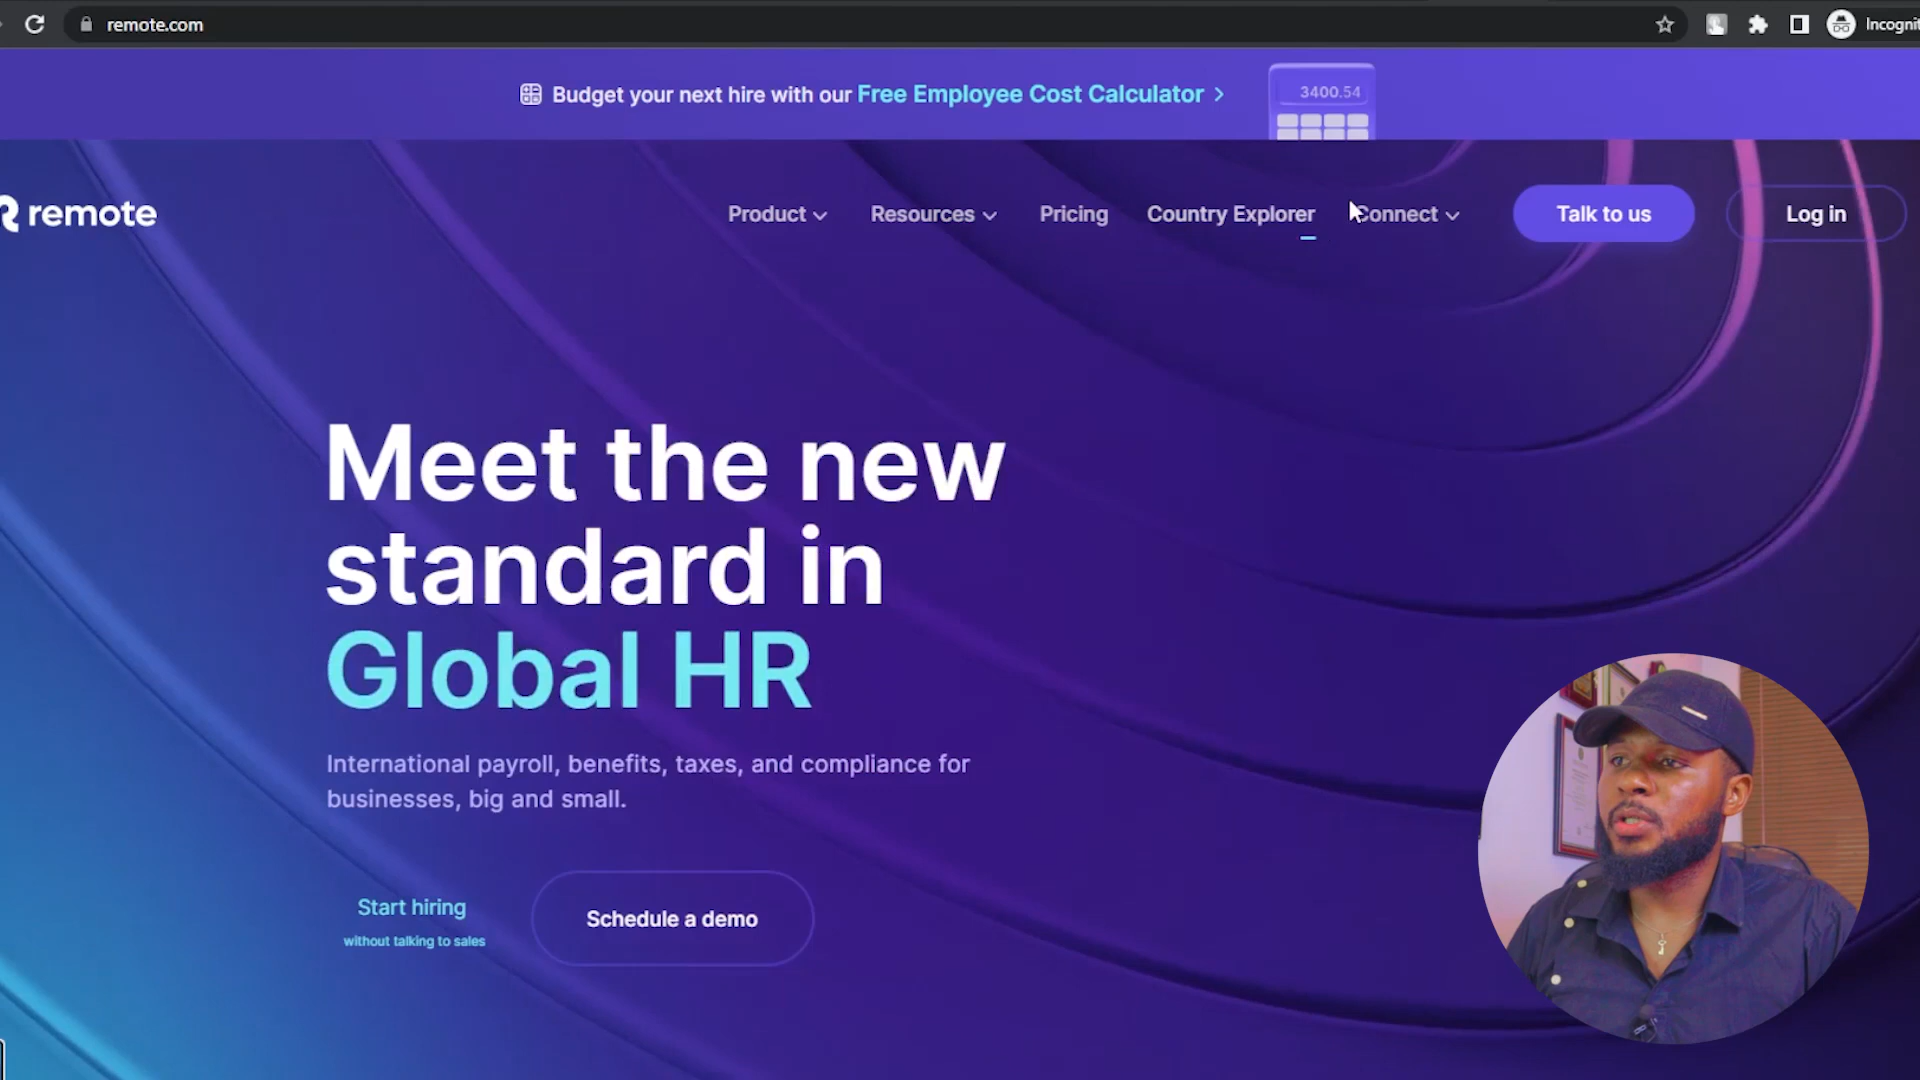 remote.com
Incognit
Budget your next hire with our Free Employee Cost Calculator
3400.54
remote
Product
Resources
Pricing
Country Explorer
Connect
Talk to us
Log in
Meet the new
standard in
Global HR
International payroll, benefits, taxes, and compliance for
businesses, big and small.
Start hiring
without talking to sales
Schedule a demo